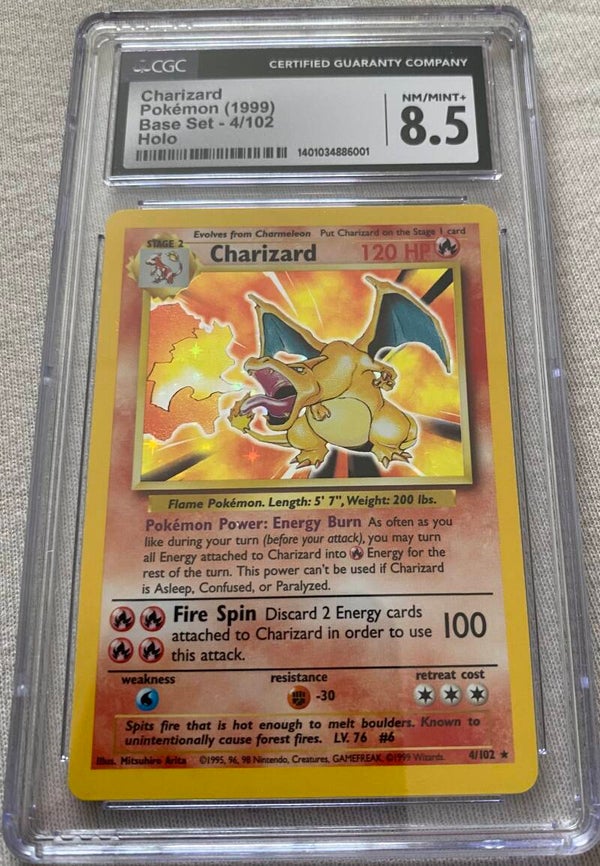 CGC CERTIFIED GUARANTY COMPANY
Charizard
Pokémon (1999)
Base Set - 4/102
Holo
NM/MINT+
8.5
1401034886001
Evolves from Charmeleon Put Charizard on the Stage 1 card
STAGE 2
Charizard 120 HP
Flame Pokémon. Length: 5' 7", Weight: 200 lbs.
Pokémon Power: Energy Burn As often as you
like during your turn (before your attack), you may turn
all Energy attached to Charizard into Energy for the
rest of the turn. This power can't be used if Charizard
is Asleep, Confused, or Paralyzed.
Fire Spin Discard 2 Energy cards
attached to Charizard in order to use 100
this attack.
weakness resistance retreat cost
-30
Spits fire that is hot enough to melt boulders. Known to
unintentionally cause forest fires. LV. 76 #6
Illus. Mitsuhiro Arita ©1995, 96, 98 Nintendo, Creatures, GAMEFREAK. ©1999 Wizards. 4/102 ★